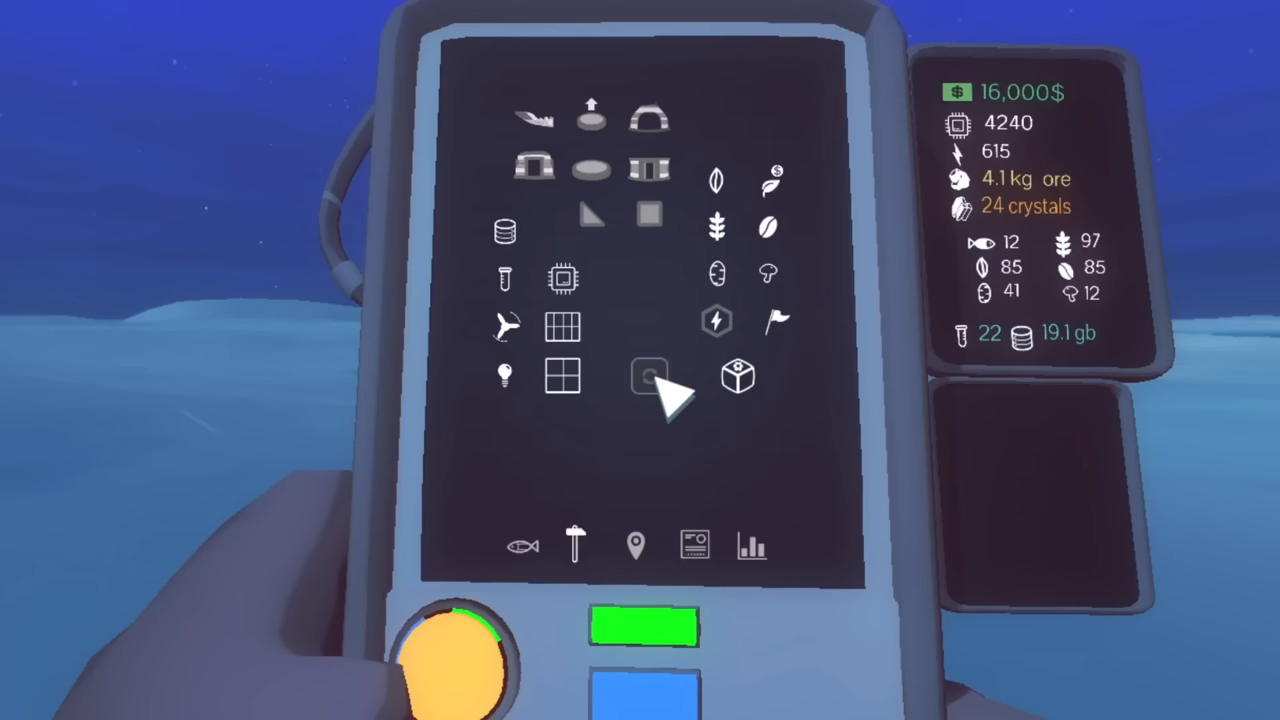 $ 16,000$
4240
615
4.1 kg ore
24 crystals
12 97
85 85
41 12
22 19.1 gb
$